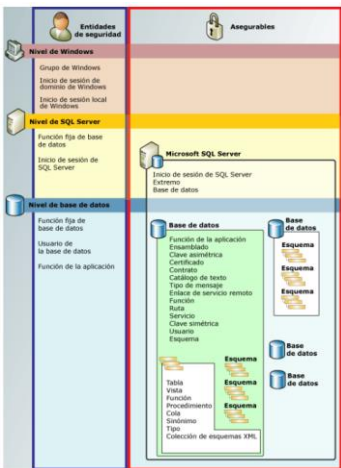 Entidades
de seguridad
Asegurables
Nivel de Windows
Grupo de Windows
Inicio de sesión de
dominio de Windows
Inicio de sesión local
de Windows
Nivel de SQL Server
Función fija de base
de datos
Inicio de sesión de
SQL Server
Microsoft SQL Server
Inicio de sesión de SQL Server
Extremo
Base de datos
Nivel de base de datos
Función fija de
base de datos
Usuario de
la base de datos
Función de la aplicación
Base de datos
Función de la aplicación
Ensamblado
Clave asimétrica
Certificado
Contrato
Catálogo de texto
Tipo de mensaje
Enlace de servicio remoto
Función
Ruta
Servicio
Clave simétrica
Usuario
Esquema
Tabla
Vista
Función
Procedimiento
Cola
Sinónimo
Tipo
Colección de esquemas XML
Esquema
Esquema
Esquema
Base
de datos
Esquema
Esquema
Esquema
Base
de datos
Base
de datos